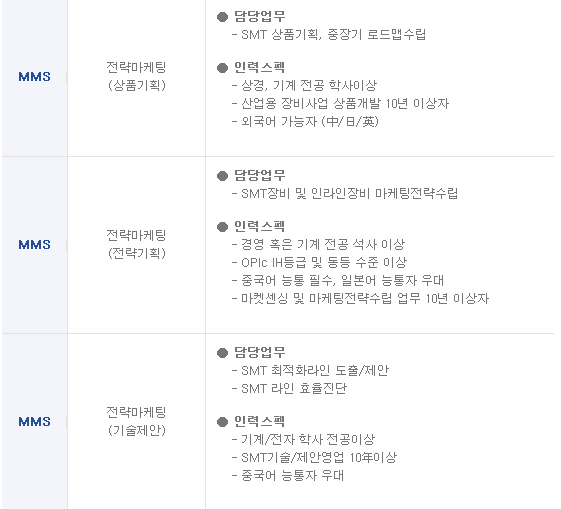 MMS
전략마케팅
(상품기획)
● 담당업무
- SMT 상품기획, 중장기 로드맵수립
● 인력스펙
- 상경, 기계 전공 학사이상
- 산업용 장비사업 상품개발 10년 이상자
- 외국어 가능자 (中/日/英)
MMS
전략마케팅
(전략기획)
● 담당업무
- SMT장비 및 인라인장비 마케팅전략수립
● 인력스펙
- 경영 혹은 기계 전공 석사 이상
- OPIc IH등급 및 동등 수준 이상
- 중국어 능통 필수, 일본어 능통자 우대
- 마켓센싱 및 마케팅전략수립 업무 10년 이상자
MMS
전략마케팅
(기술제안)
● 담당업무
- SMT 최적화라인 도출/제안
- SMT 라인 효율진단
● 인력스펙
- 기계/전자 학사 전공이상
- SMT기술/제안영업 10年이상
- 중국어 능통자 우대